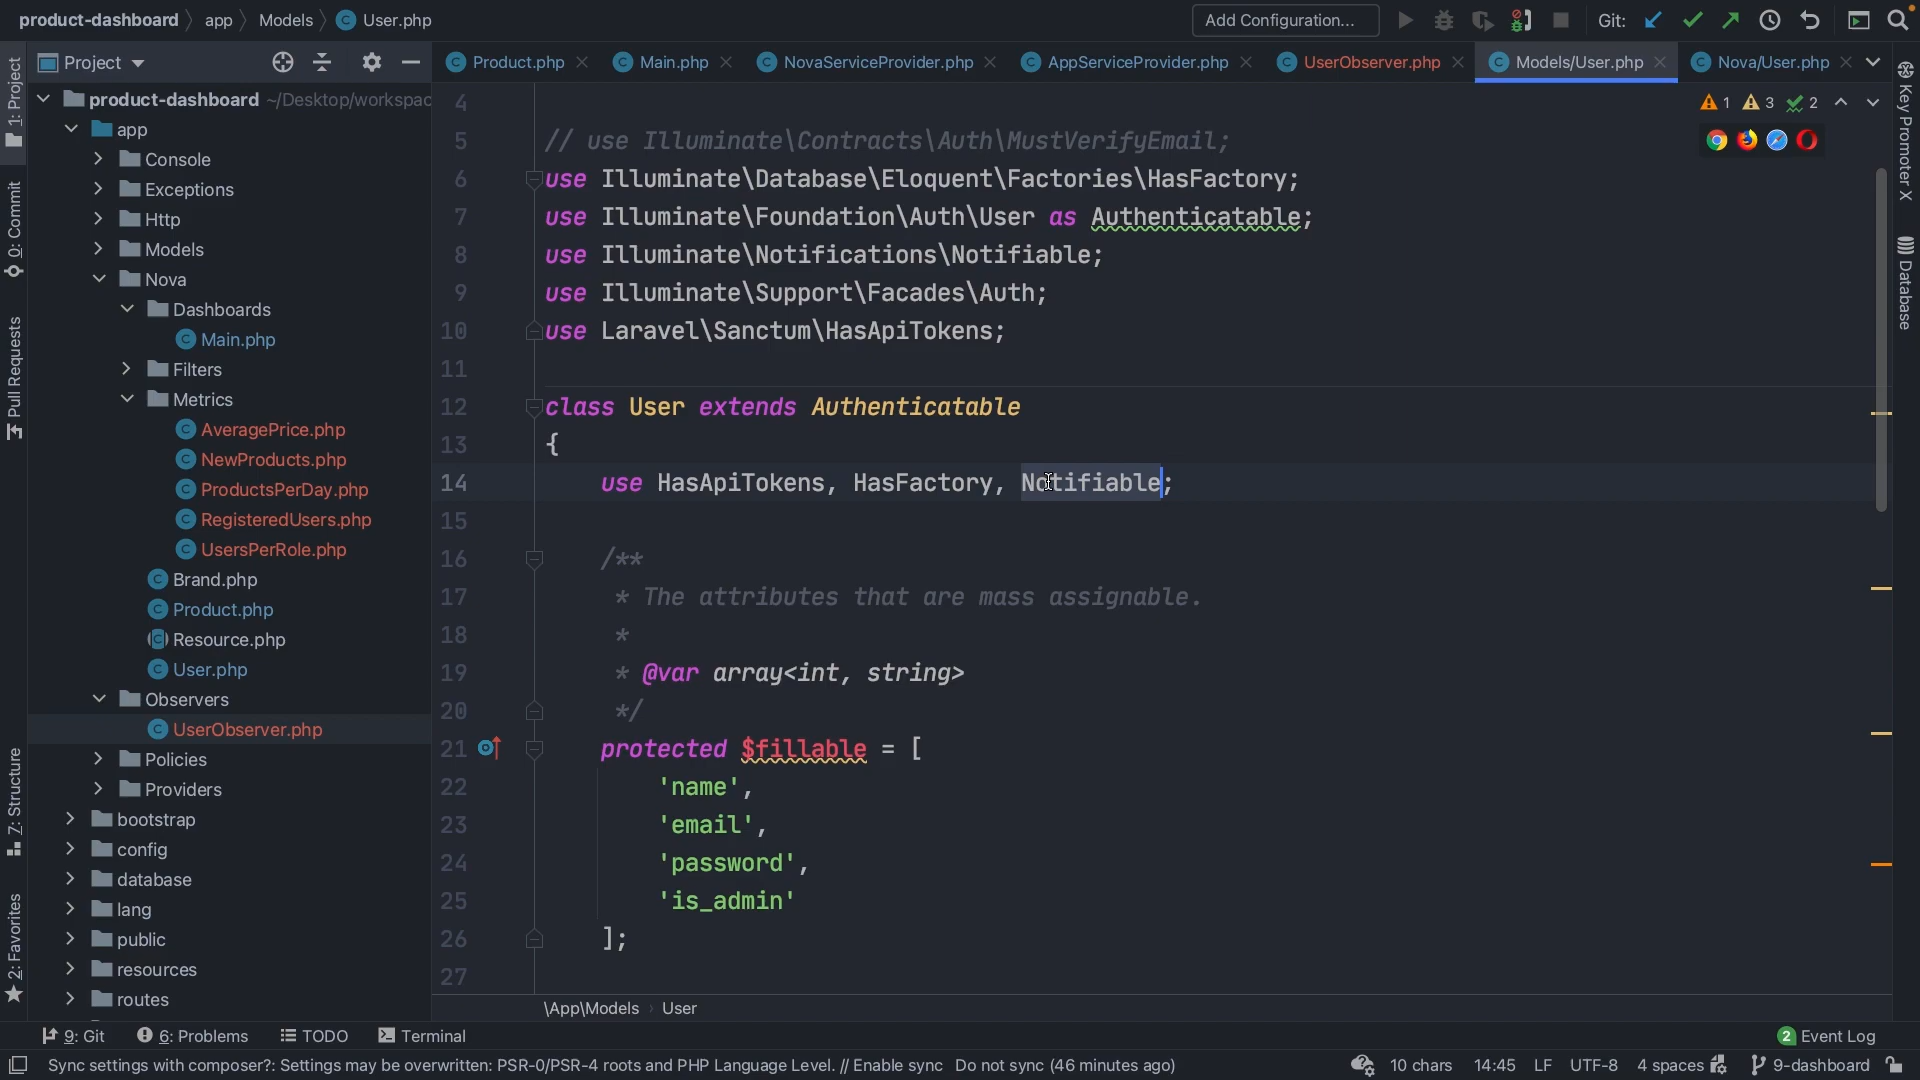 product-dashboard app Models User.php Add Configuration... Git:
Project Product.php Main.php NovaServiceProvider.php AppServiceProvider.php UserObserver.php Models/User.php Nova/User.php
1: Project
0: Commit
Pull Requests
7: Structure
2: Favorites
product-dashboard ~/Desktop/workspac
app
Console
Exceptions
Http
Models
Nova
Dashboards
Main.php
Filters
Metrics
AveragePrice.php
NewProducts.php
ProductsPerDay.php
RegisteredUsers.php
UsersPerRole.php
Brand.php
Product.php
Resource.php
User.php
Observers
UserObserver.php
Policies
Providers
bootstrap
config
database
lang
public
resources
routes
1 3 2
4
5 // use Illuminate\Contracts\Auth\MustVerifyEmail;
6 use Illuminate\Database\Eloquent\Factories\HasFactory;
7 use Illuminate\Foundation\Auth\User as Authenticatable;
8 use Illuminate\Notifications\Notifiable;
9 use Illuminate\Support\Facades\Auth;
10 use Laravel\Sanctum\HasApiTokens;
11
12 class User extends Authenticatable
13 {
14 use HasApiTokens, HasFactory, Notifiable;
15
16 /**
17 * The attributes that are mass assignable.
18 *
19 * @var array<int, string>
20 */
21 protected $fillable = [
22 'name',
23 'email',
24 'password',
25 'is_admin'
26 ];
27
\App\Models User
Key Promoter X
Database
9: Git 6: Problems TODO Terminal 2 Event Log
Sync settings with composer?: Settings may be overwritten: PSR-0/PSR-4 roots and PHP Language Level. // Enable sync Do not sync (46 minutes ago) 10 chars 14:45 LF UTF-8 4 spaces 9-dashboard